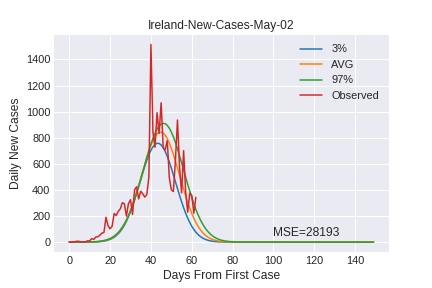 Ireland-New-Cases-May-02
Daily New Cases
1400
1200
1000
800
600
400
200
0
3%
AVG
97%
Observed
MSE=28193
0 20 40 60 80 100 120 140
Days From First Case